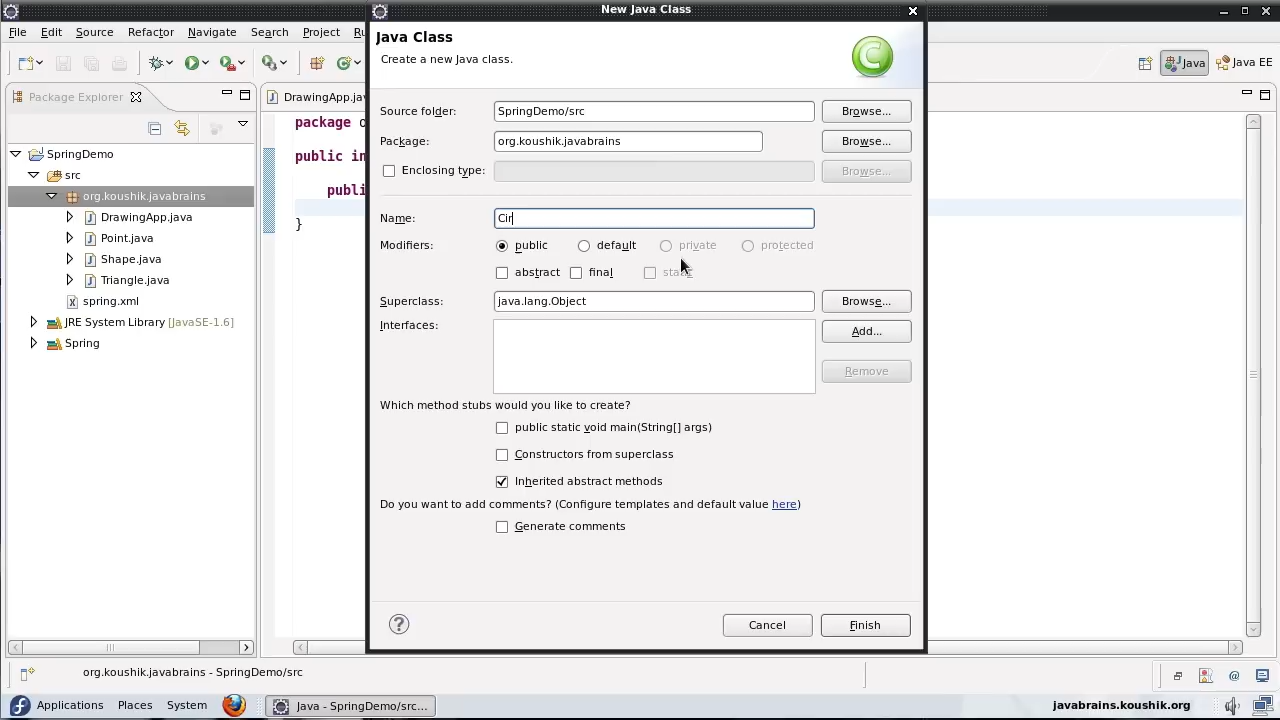 New Java Class
File Edit Source Refactor Navigate Search Project Ru
Java Class
Create a new Java class.
Java Java EE
Package Explorer
DrawingApp.jav
Source folder: SpringDemo/src Browse...
package o
Package: org.koushik.javabrains Browse...
SpringDemo
public in
Enclosing type: Browse...
src
publi
org.koushik.javabrains
DrawingApp.java
Name: Cir
}
Point.java
Modifiers: public default private protected
Shape.java
abstract final
Triangle.java
spring.xml
Superclass: java.lang.Object Browse...
JRE System Library [JavaSE-1.6]
Interfaces: Add...
Spring
Remove
Which method stubs would you like to create?
public static void main(String[] args)
Constructors from superclass
Inherited abstract methods
Do you want to add comments? (Configure templates and default value here)
Generate comments
? Cancel Finish
org.koushik.javabrains - SpringDemo/src
Applications Places System Java - SpringDemo/src... javabrains.koushik.org